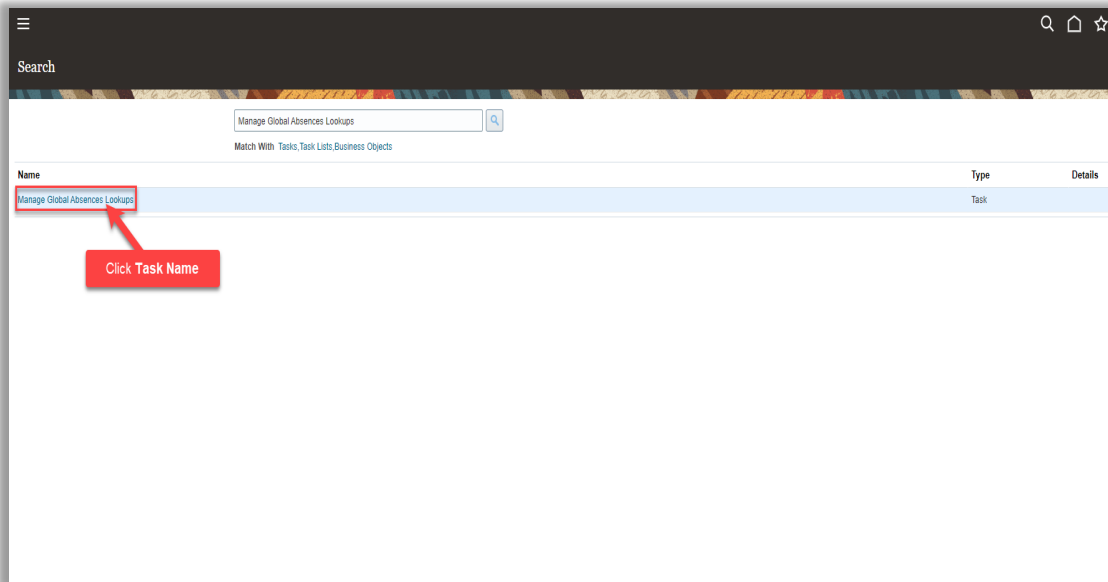 Search
Manage Global Absences Lookups
Match With Tasks,Task Lists,Business Objects
Name Type Details
Manage Global Absences Lookups Task
Click Task Name